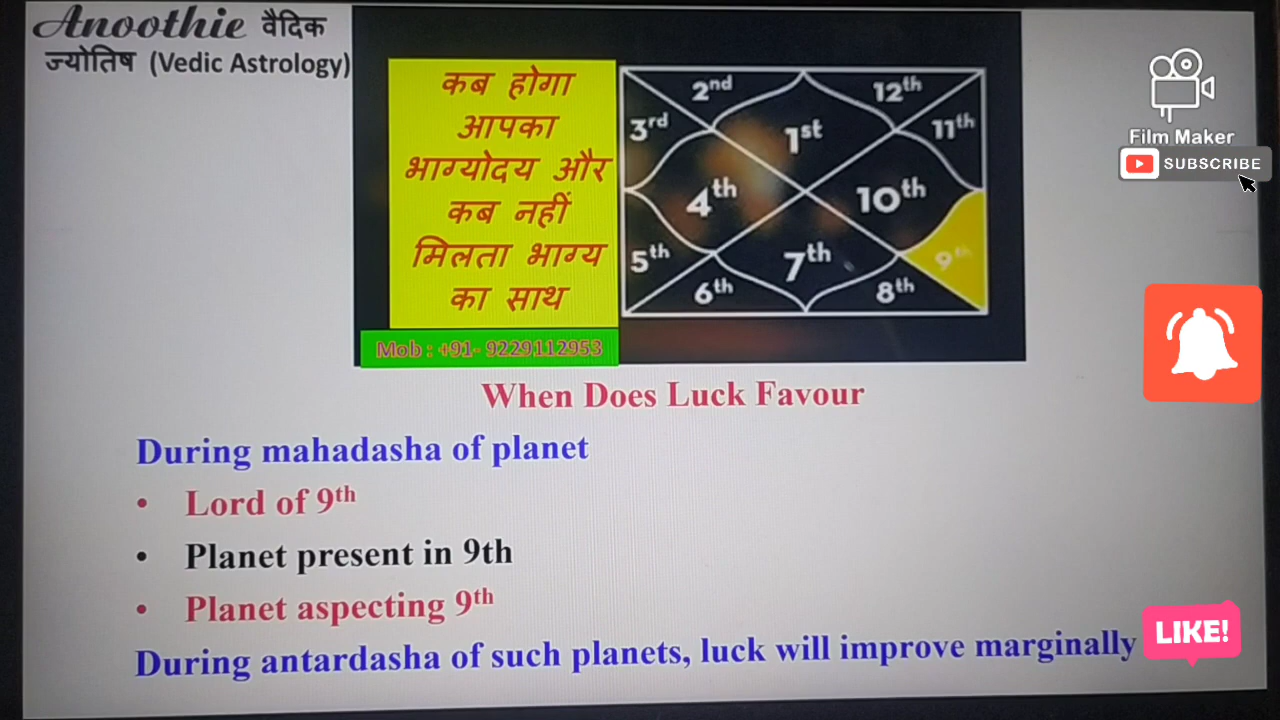 Anoothie वैदिक
ज्योतिष (Vedic Astrology)
कब होगा
आपका
भाग्योदय और
कब नहीं
मिलता भाग्य
का साथ
Mob : +91- 9229112953
2nd
12th
3rd
1st
11th
4th
10th
5th
7th
9th
6th
8th
Film Maker
SUBSCRIBE
When Does Luck Favour
During mahadasha of planet
• Lord of 9th
• Planet present in 9th
• Planet aspecting 9th
During antardasha of such planets, luck will improve marginally
LIKE!